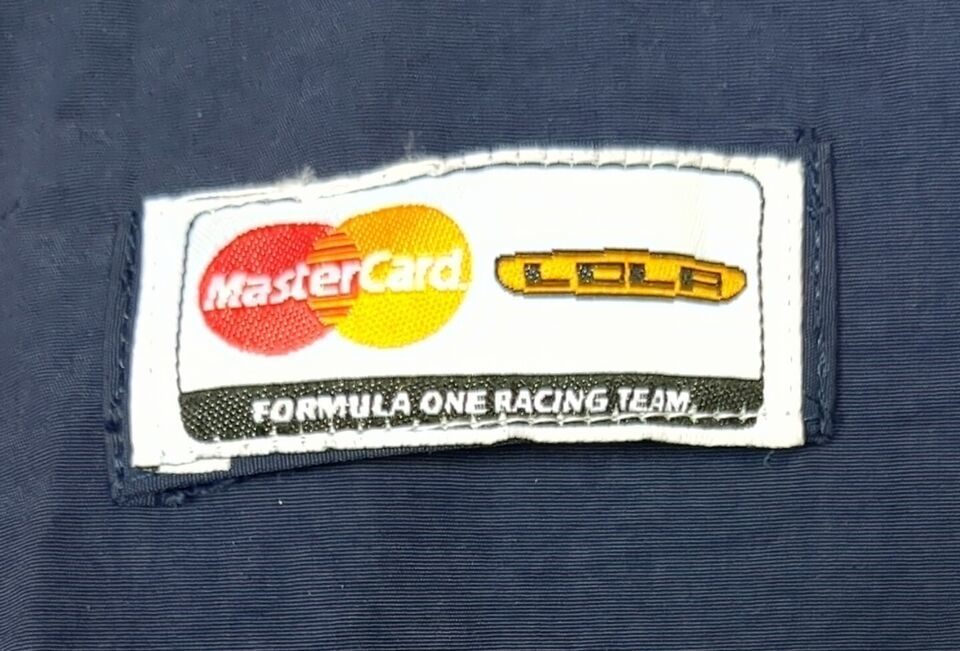 MasterCard
LOLA
FORMULA ONE RACING TEAM